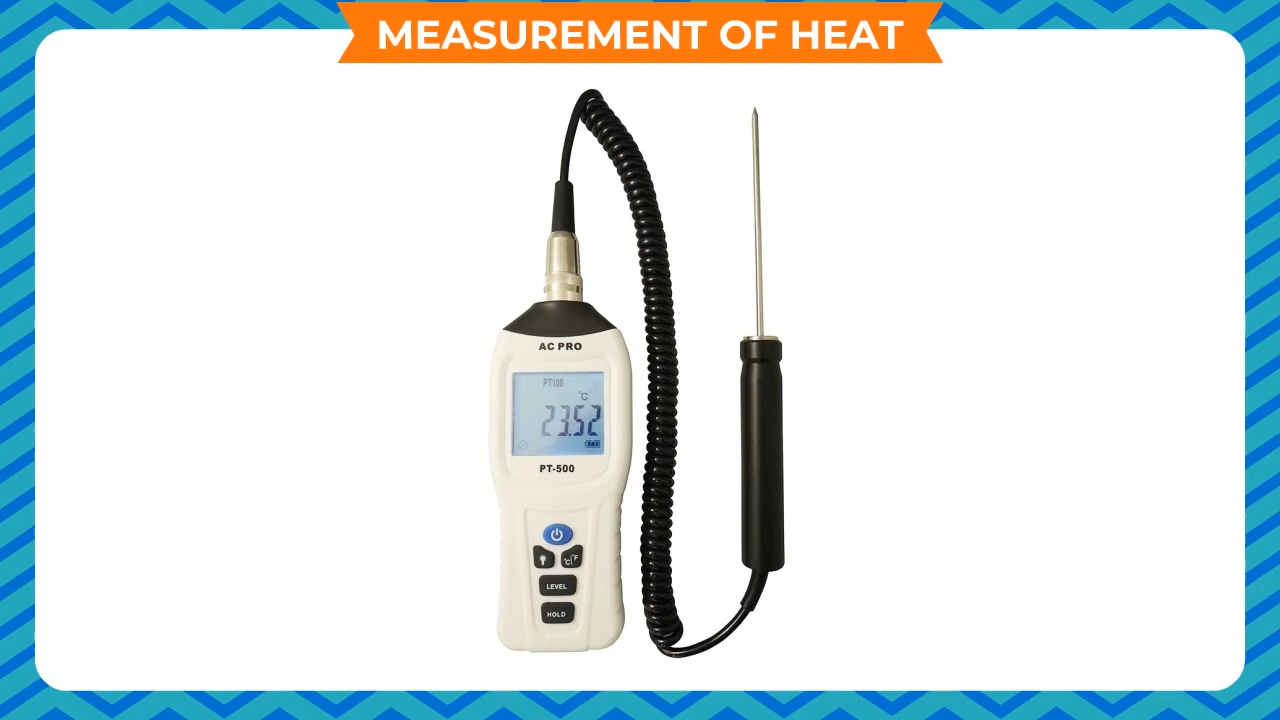 MEASUREMENT OF HEAT
AC PRO
PT100
°C
23.52
PT-500
°C/°F
LEVEL
HOLD